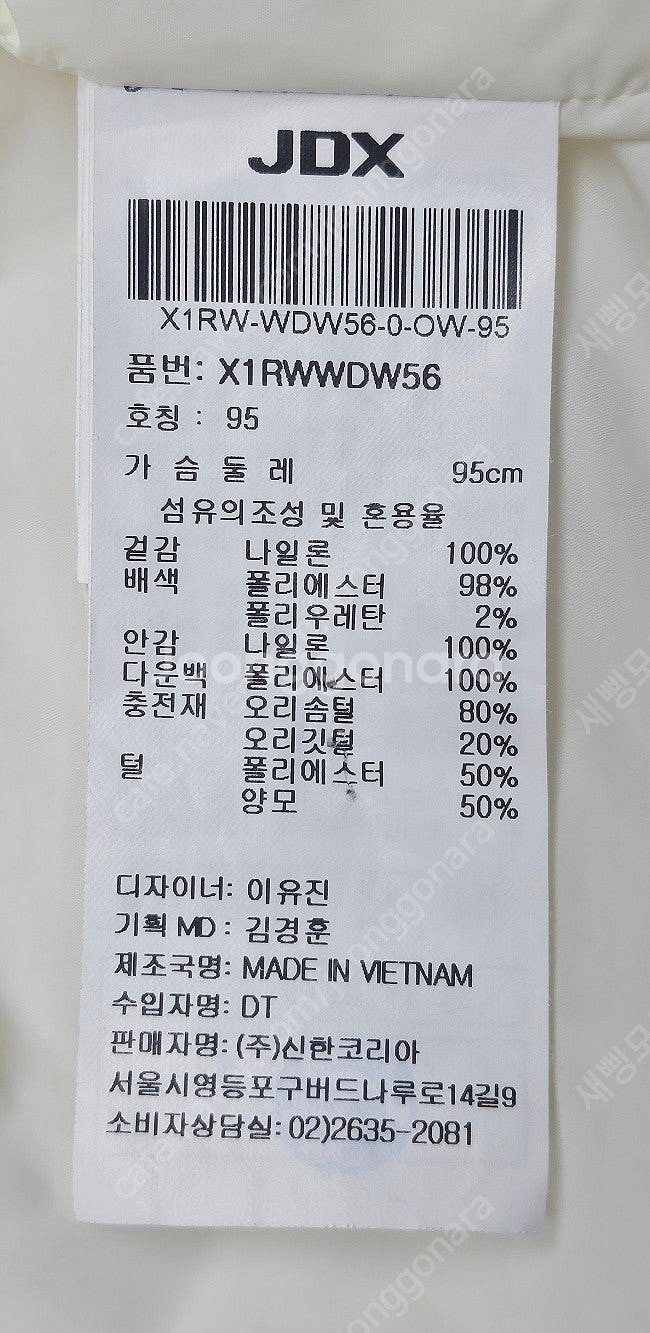 JDX
X1RW-WDW56-0-OW-95
품번: X1RWWDW56
호칭 : 95
가 슴 둘 레 95cm
섬유의조성 및 혼용율
겉감 나일론 100%
배색 폴리에스터 98%
폴리우레탄 2%
안감 나일론 100%
다운백 폴리에스터 100%
충전재 오리솜털 80%
오리깃털 20%
털 폴리에스터 50%
양모 50%
디자이너: 이유진
기획 MD : 김경훈
제조국명: MADE IN VIETNAM
수입자명: DT
판매자명: (주)신한코리아
서울시영등포구버드나루로14길9
소비자상담실: 02)2635-2081